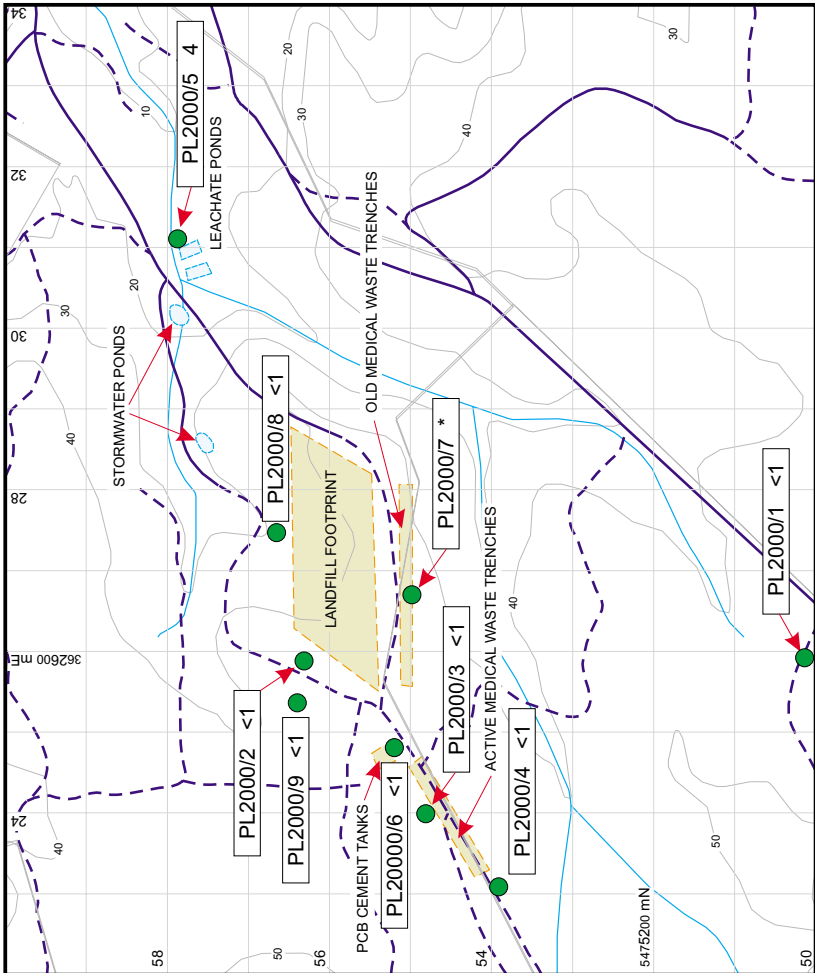 34
32
30
28
362600 mE
24
58
56
54
5475200 mN
50
10
20
30
40
20
30
40
30
40
50
40
50
PL2000/5 4
LEACHATE PONDS
STORMWATER PONDS
PL2000/8 <1
OLD MEDICAL WASTE TRENCHES
LANDFILL FOOTPRINT
PL2000/7 *
PL2000/1 <1
PL2000/2 <1
PL2000/9 <1
PL2000/3 <1
ACTIVE MEDICAL WASTE TRENCHES
PCB CEMENT TANKS
PL20000/6 <1
PL2000/4 <1